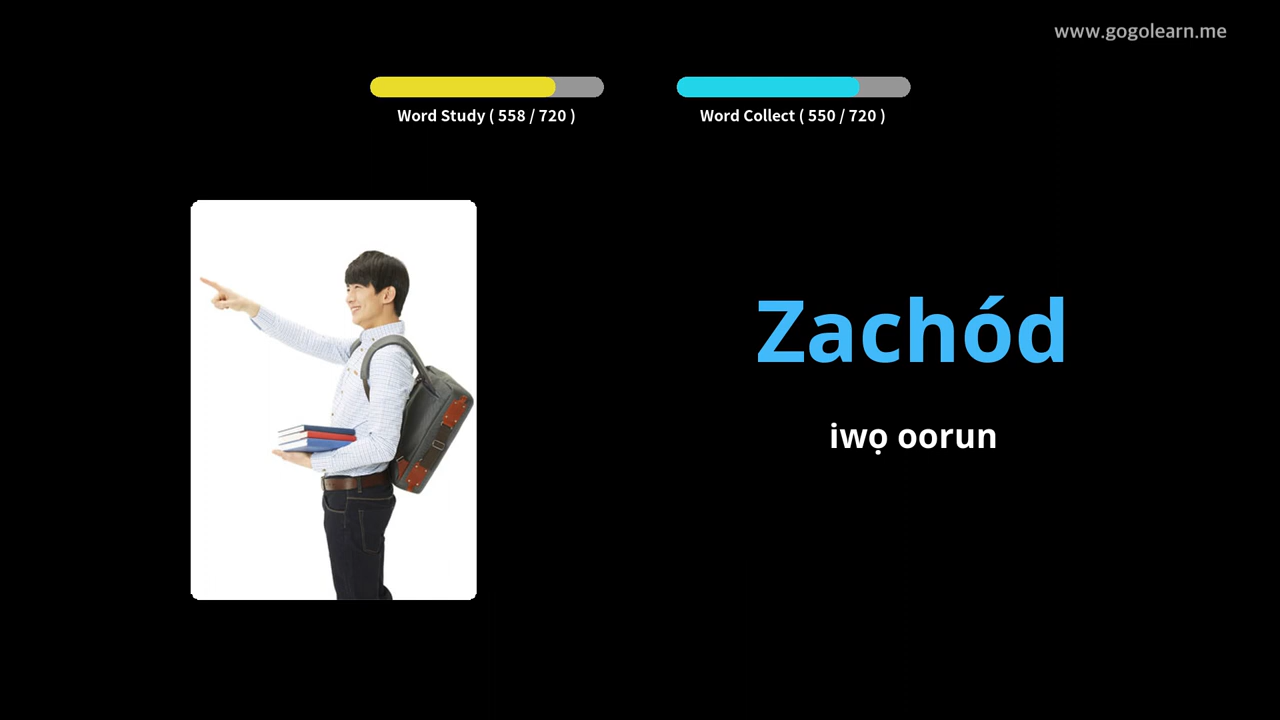 www.gogolearn.me
Word Study ( 558 / 720 )
Word Collect ( 550 / 720 )
Zachód
iwọ oorun